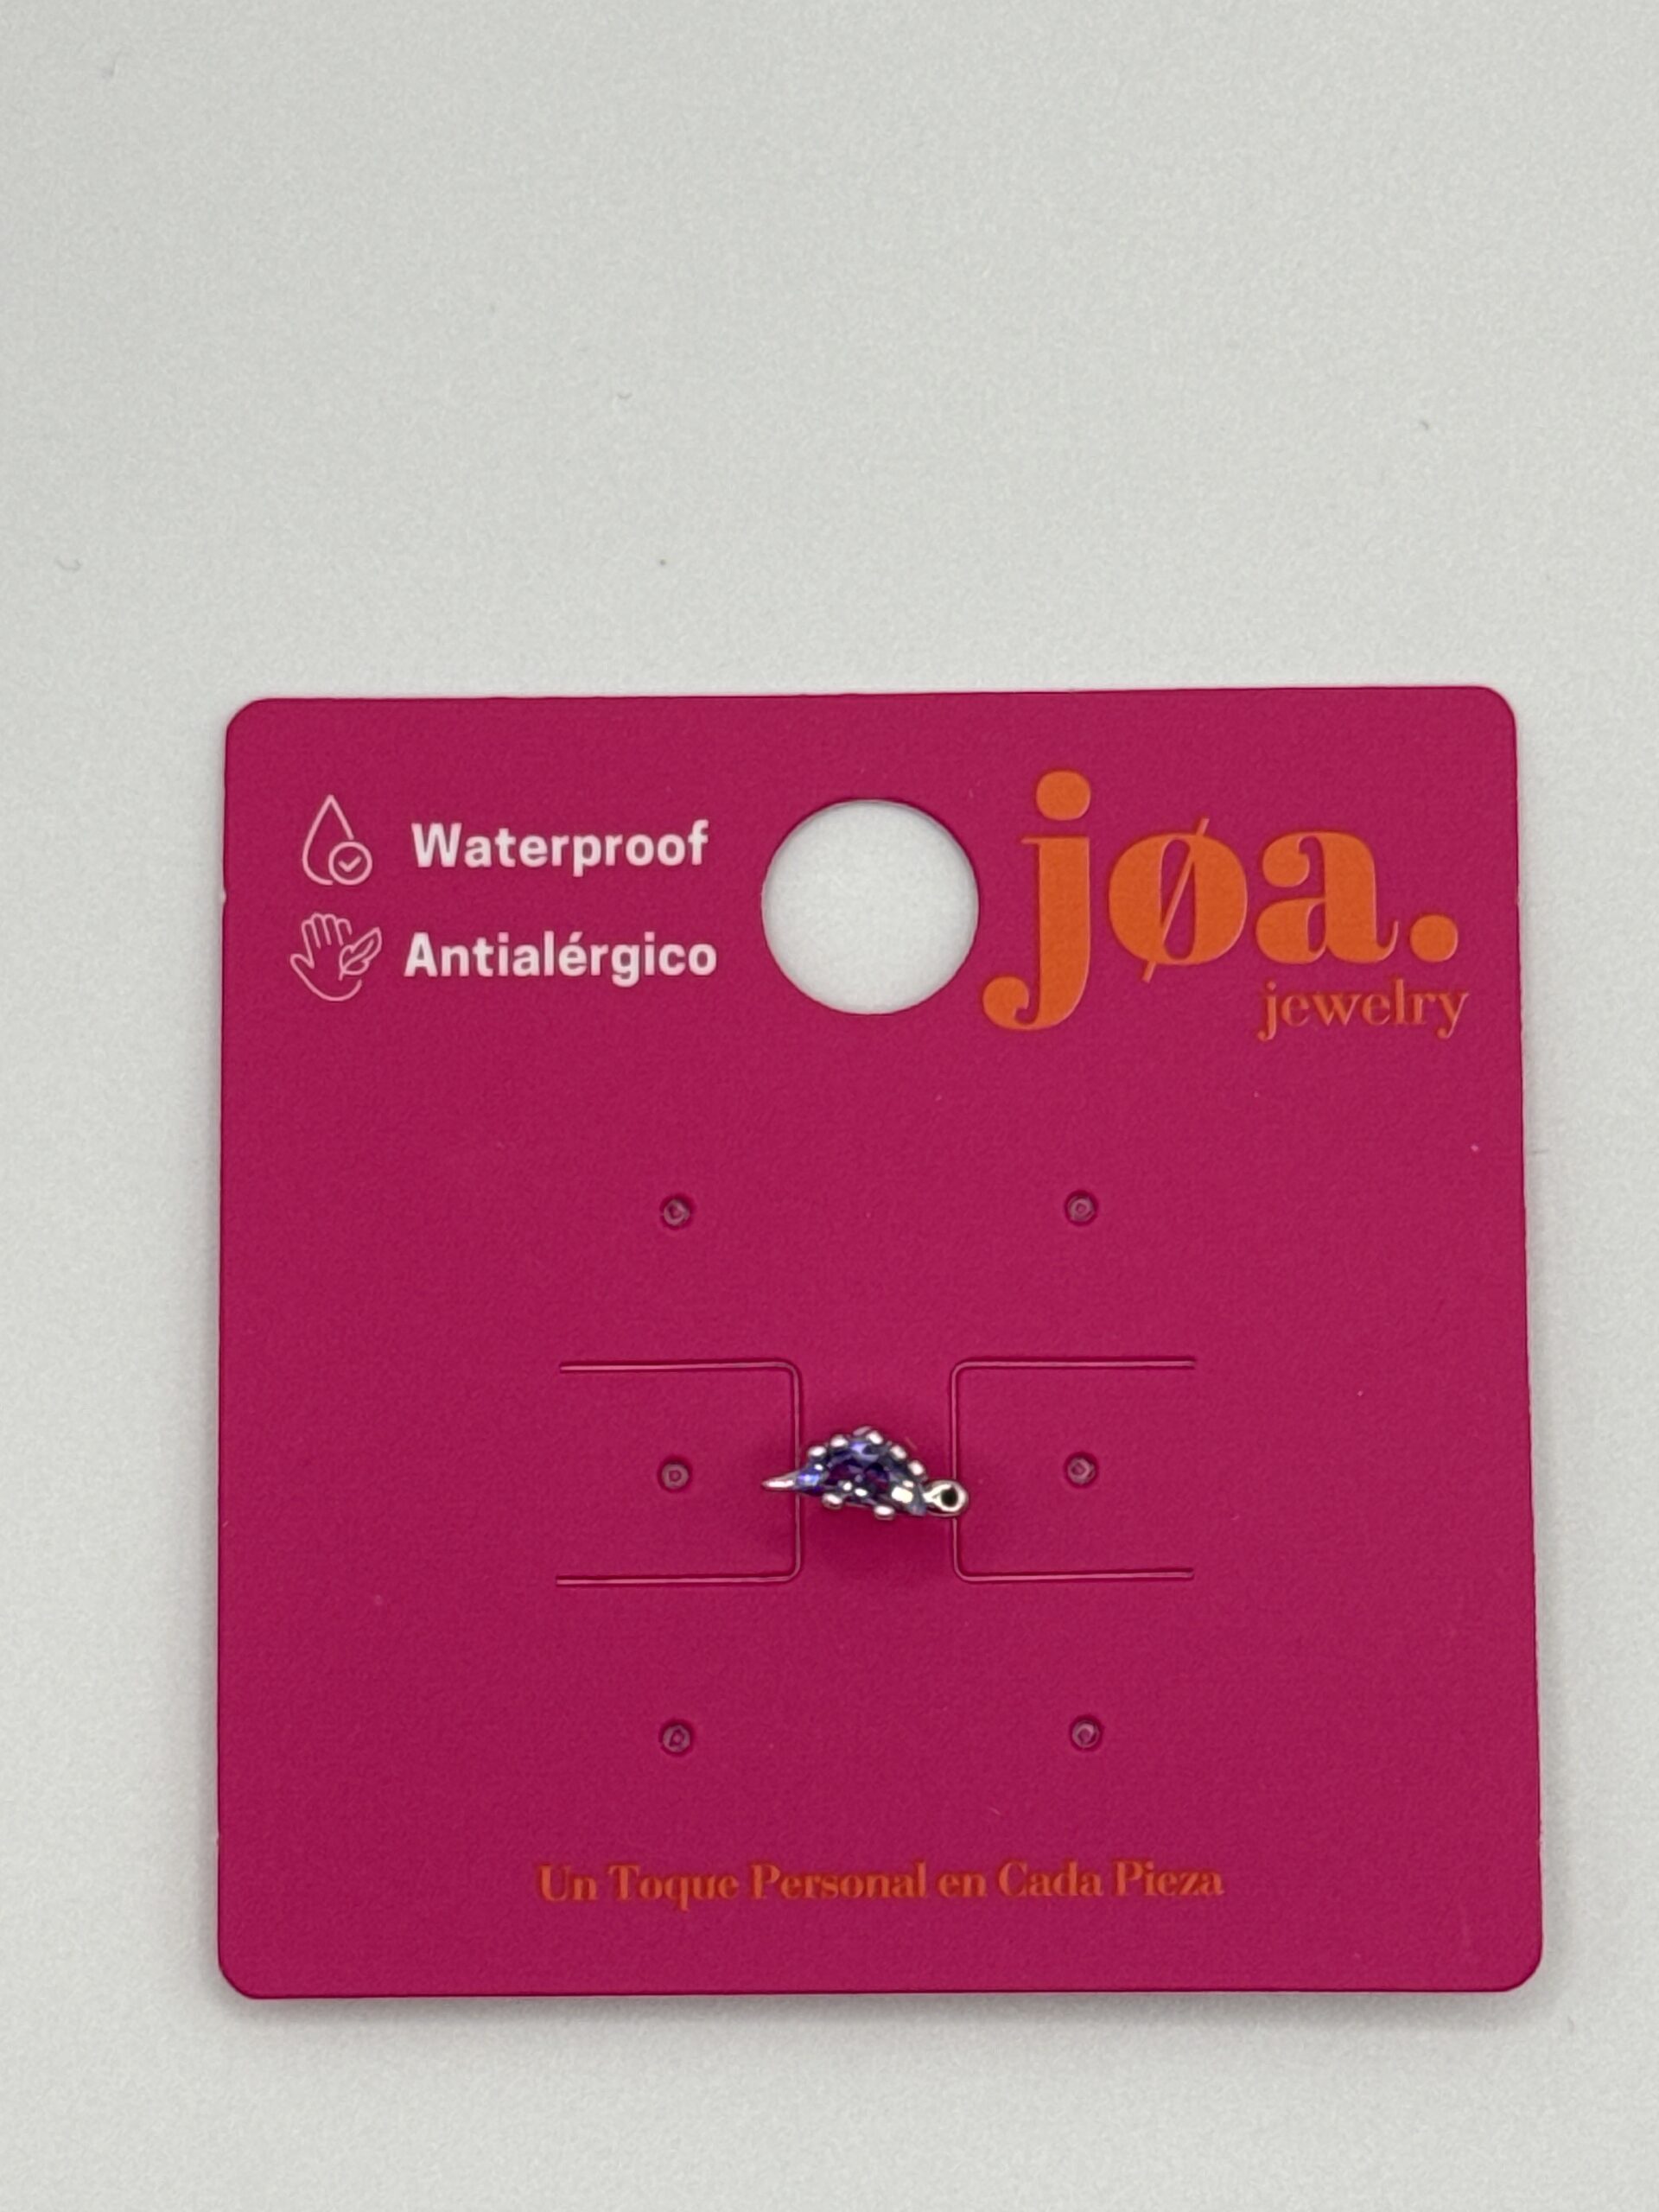 Waterproof
Antialérgico
jøa.
jewelry
Un Toque Personal en Cada Pieza